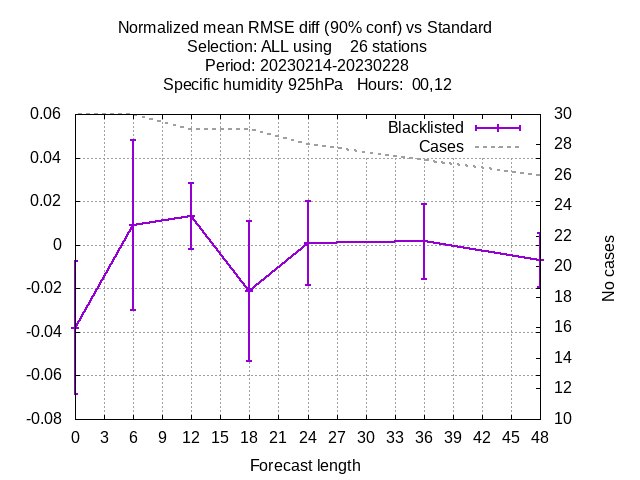 Normalized mean RMSE diff (90% conf) vs Standard
Selection: ALL using    26 stations
Period: 20230214-20230228
Specific humidity 925hPa   Hours:  00,12
0.06
0.04
0.02
0
-0.02
-0.04
-0.06
-0.08
30
28
26
24
22
20
18
16
14
12
10
Blacklisted
Cases
No cases
0 3 6 9 12 15 18 21 24 27 30 33 36 39 42 45 48
Forecast length